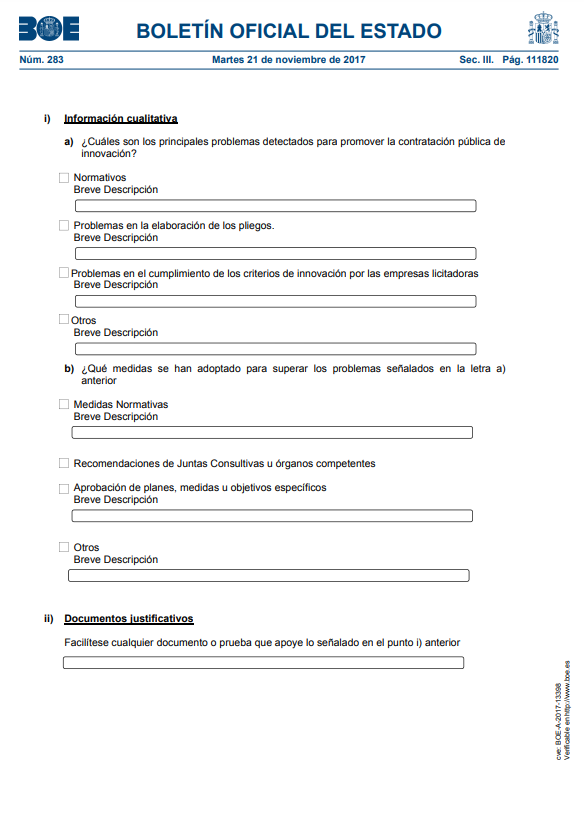 BOE
BOLETÍN OFICIAL DEL ESTADO
Núm. 283 Martes 21 de noviembre de 2017 Sec. III. Pág. 111820
i) Información cualitativa
a) ¿Cuáles son los principales problemas detectados para promover la contratación pública de
innovación?
Normativos
Breve Descripción
Problemas en la elaboración de los pliegos.
Breve Descripción
Problemas en el cumplimiento de los criterios de innovación por las empresas licitadoras
Breve Descripción
Otros
Breve Descripción
b) ¿Qué medidas se han adoptado para superar los problemas señalados en la letra a)
anterior
Medidas Normativas
Breve Descripción
Recomendaciones de Juntas Consultivas u órganos competentes
Aprobación de planes, medidas u objetivos específicos
Breve Descripción
Otros
Breve Descripción
ii) Documentos justificativos
Facilítese cualquier documento o prueba que apoye lo señalado en el punto i) anterior
cve: BOE-A-2017-13398
Verificable en http://www.boe.es